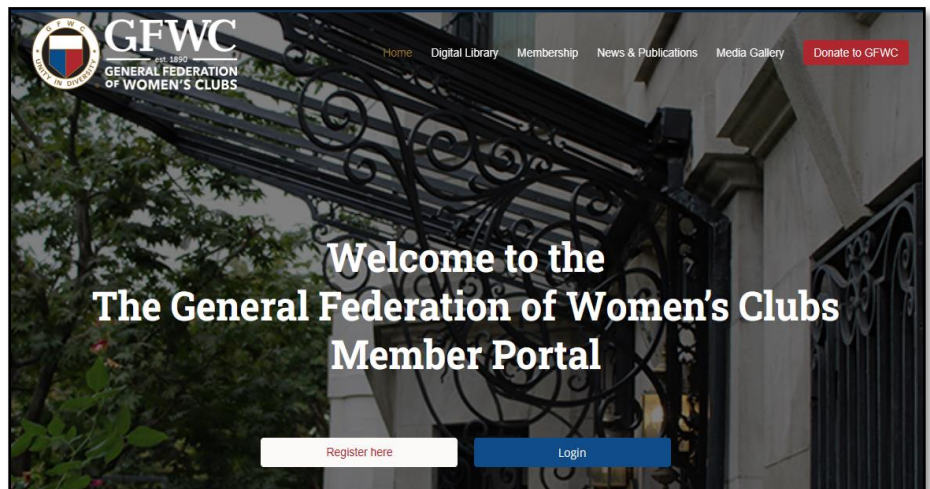 GFWC
UNITY IN DIVERSITY
GFWC
est. 1890
GENERAL FEDERATION
OF WOMEN'S CLUBS
Home Digital Library Membership News & Publications Media Gallery Donate to GFWC
Welcome to the
The General Federation of Women's Clubs
Member Portal
Register here Login